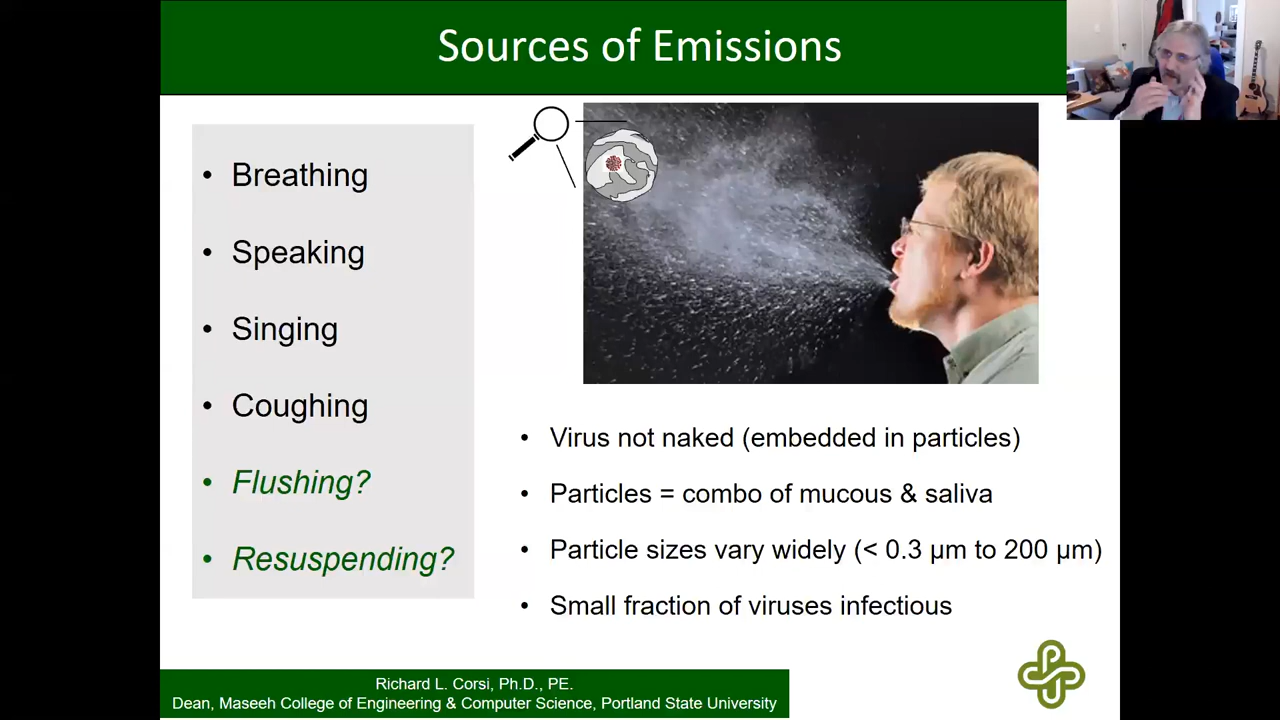 Sources of Emissions
• Breathing
• Speaking
• Singing
• Coughing
• Flushing?
• Resuspending?
• Virus not naked (embedded in particles)
• Particles = combo of mucous & saliva
• Particle sizes vary widely (< 0.3 µm to 200 µm)
• Small fraction of viruses infectious
Richard L. Corsi, Ph.D., PE.
Dean, Maseeh College of Engineering & Computer Science, Portland State University